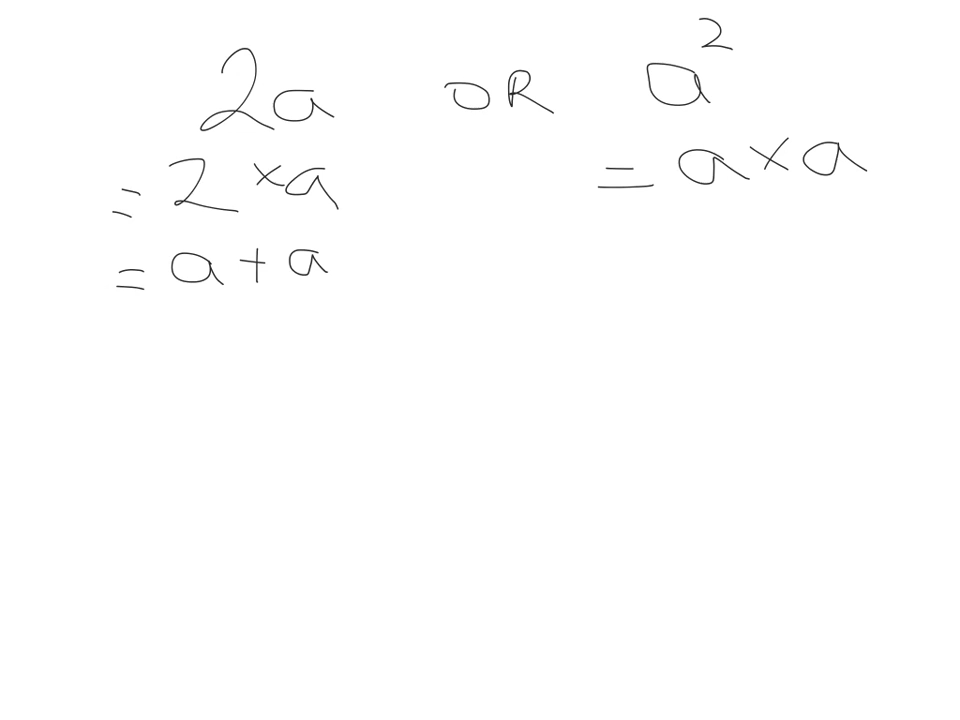 2a OR a²
= 2 × a = a × a
= a + a